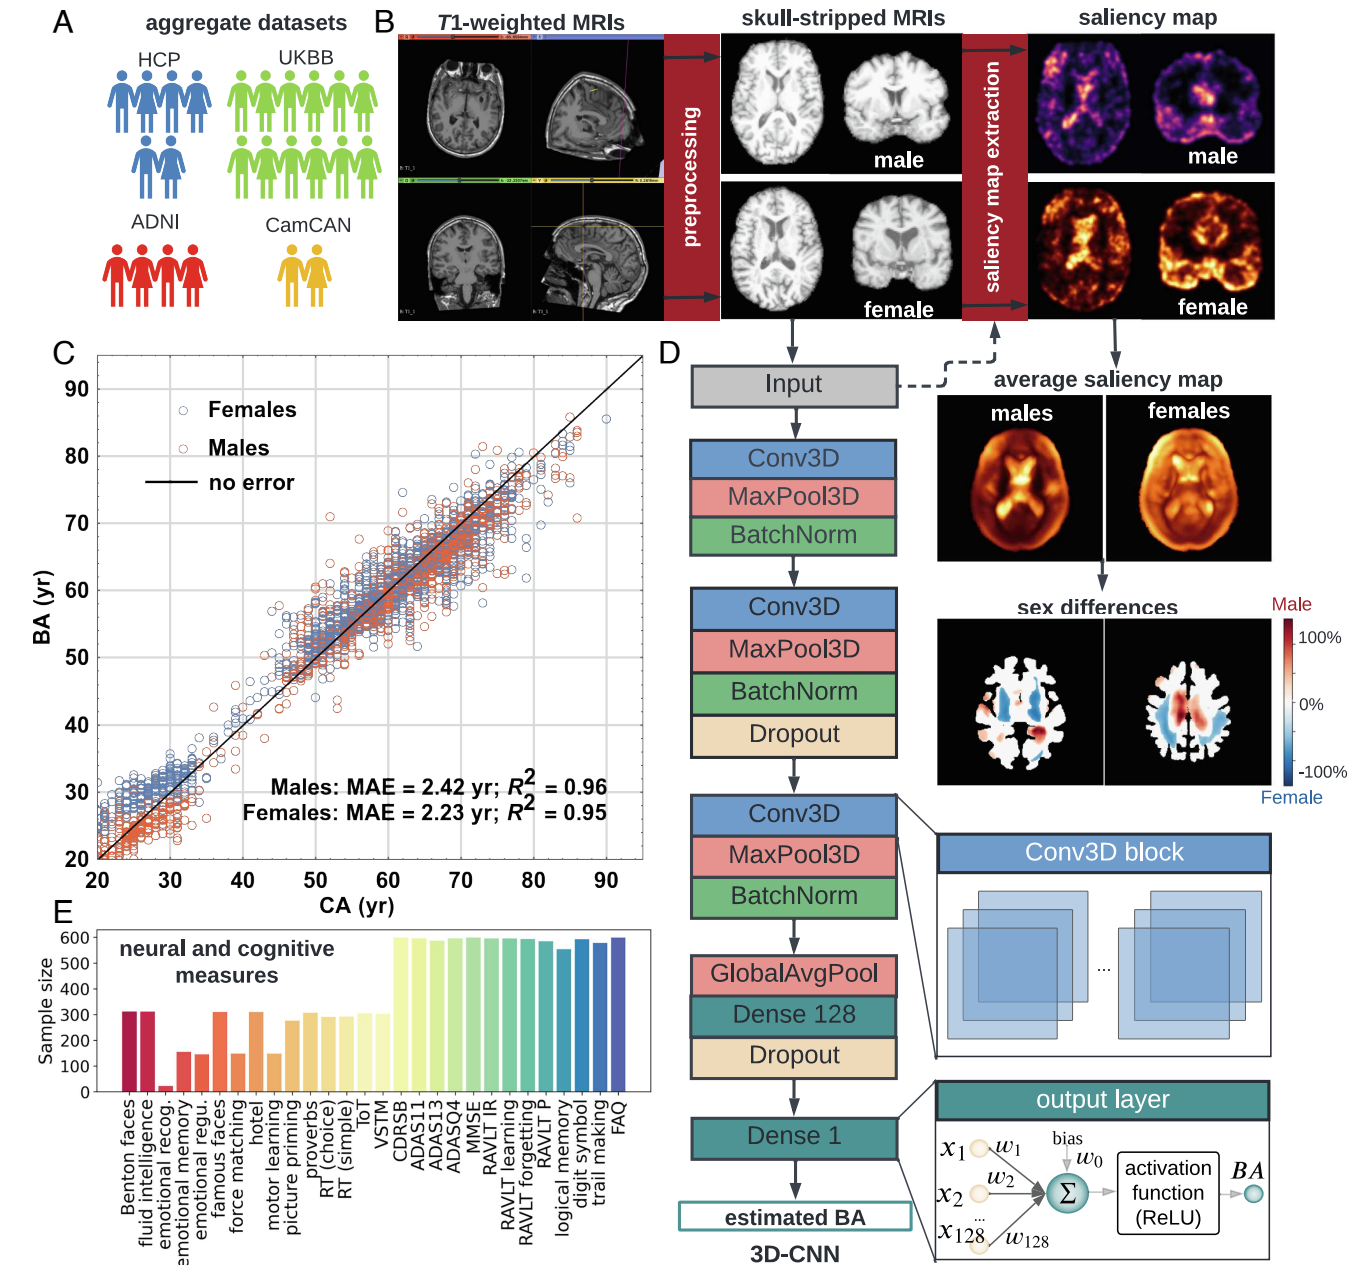 A
aggregate datasets
HCP
UKBB
ADNI
CamCAN
B
T1-weighted MRIs
skull-stripped MRIs
saliency map
B:T1_1
B:T1_1
B:T1_1
preprocessing
male
female
saliency map extraction
male
female
C
90
80
70
60
50
40
30
20
BA (yr)
Females
Males
no error
Males: MAE = 2.42 yr; R² = 0.96
Females: MAE = 2.23 yr; R² = 0.95
20 30 40 50 60 70 80 90
CA (yr)
D
Input
Conv3D
MaxPool3D
BatchNorm
Conv3D
MaxPool3D
BatchNorm
Dropout
Conv3D
MaxPool3D
BatchNorm
GlobalAvgPool
Dense 128
Dropout
Dense 1
estimated BA
3D-CNN
average saliency map
males
females
sex differences
Male
100%
0%
-100%
Female
Conv3D block
...
output layer
x1
w1
x2
w2
...
x128
w128
bias
w0
Σ
activation
function
(ReLU)
BA
E
neural and cognitive
measures
Sample size
600
500
400
300
200
100
0
Benton faces
fluid intelligence
emotional recog.
emotional memory
emotional regu.
famous faces
force matching
hotel
motor learning
picture priming
proverbs
RT (choice)
RT (simple)
ToT
VSTM
CDRSB
ADAS11
ADAS13
ADASQ4
MMSE
RAVLT IR
RAVLT learning
RAVLT forgetting
RAVLT P
logical memory
digit symbol
trail making
FAQ